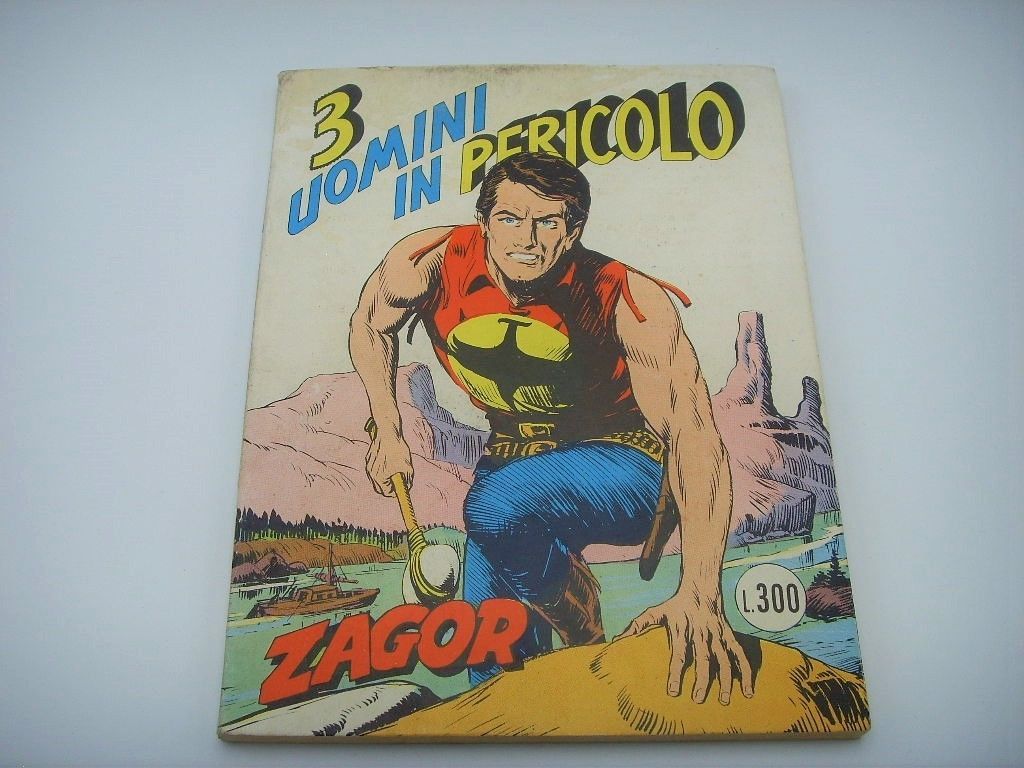 3
UOMINI
IN PERICOLO
L.300
ZAGOR